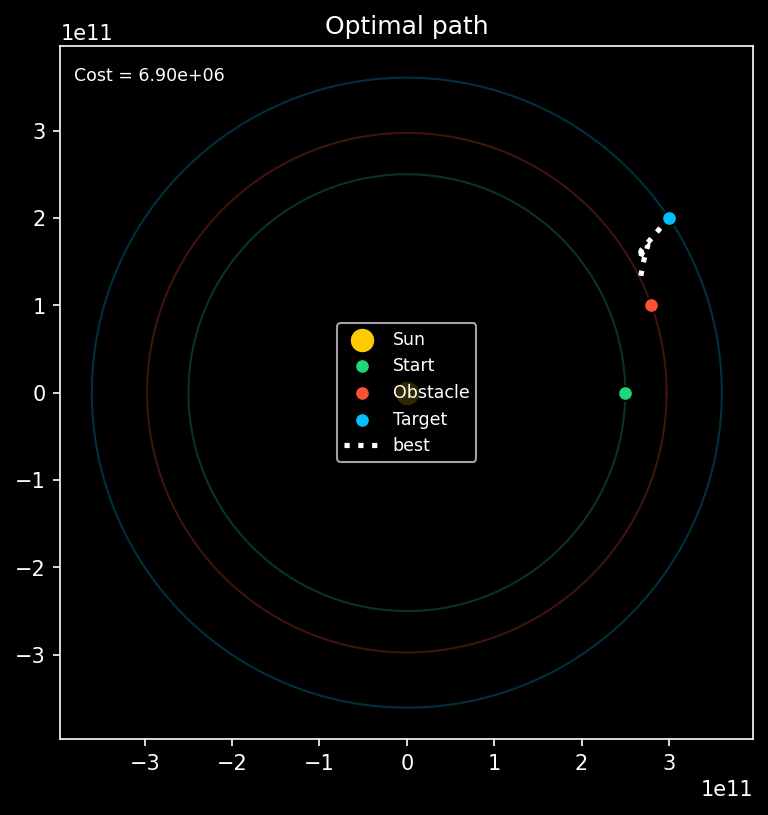 Optimal path
1e11
Cost = 6.90e+06
3
2
1
0
−1
−2
−3
Sun
Start
Obstacle
Target
best
−3
−2
−1
0
1
2
3
1e11